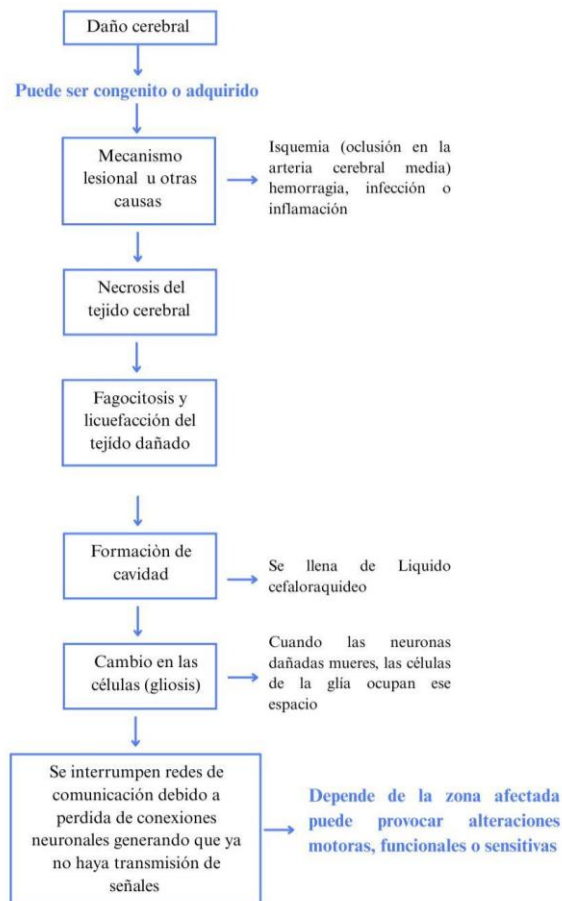 Daño cerebral
Puede ser congenito o adquirido
Mecanismo
lesional u otras
causas
Isquemia (oclusión en la
arteria cerebral media)
hemorragia, infección o
inflamación
Necrosis del
tejido cerebral
Fagocitosis y
licuefacción del
tejído dañado
Formaciòn de
cavidad
Se llena de Liquido
cefaloraquideo
Cambio en las
células (gliosis)
Cuando las neuronas
dañadas mueres, las células
de la glía ocupan ese
espacio
Se interrumpen redes de
comunicación debido a
perdida de conexiones
neuronales generando que ya
no haya transmisión de
señales
Depende de la zona afectada
puede provocar alteraciones
motoras, funcionales o sensitivas